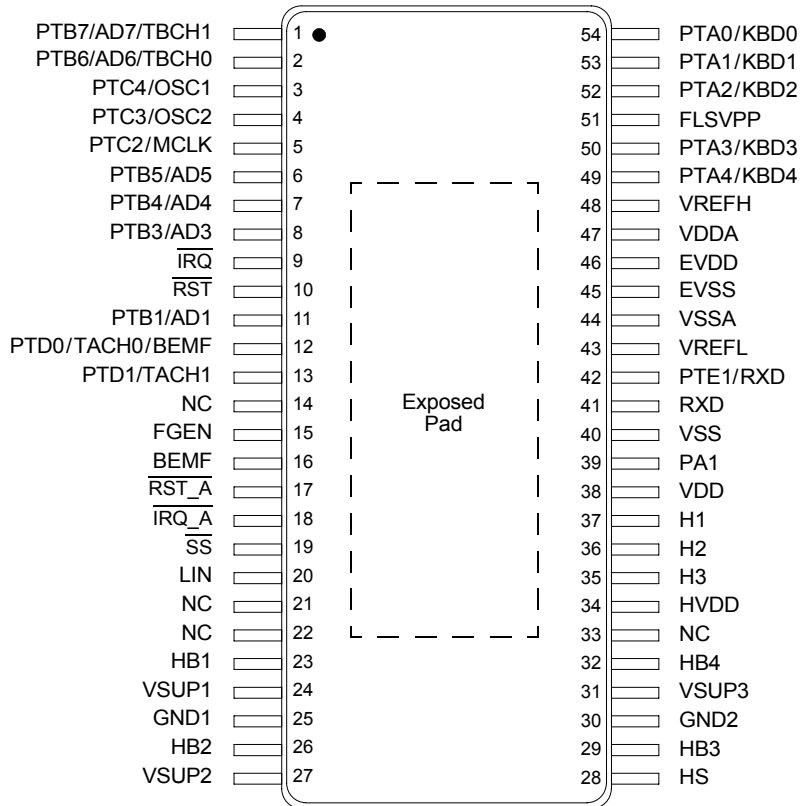 PTB7/AD7/TBCH1 1 54 PTA0/KBD0
PTB6/AD6/TBCH0 2 53 PTA1/KBD1
PTC4/OSC1 3 52 PTA2/KBD2
PTC3/OSC2 4 51 FLSVPP
PTC2/MCLK 5 50 PTA3/KBD3
PTB5/AD5 6 49 PTA4/KBD4
PTB4/AD4 7 48 VREFH
PTB3/AD3 8 47 VDDA
IRQ 9 46 EVDD
RST 10 45 EVSS
PTB1/AD1 11 44 VSSA
PTD0/TACH0/BEMF 12 43 VREFL
PTD1/TACH1 13 42 PTE1/RXD
NC 14 Exposed 41 RXD
FGEN 15 Pad 40 VSS
BEMF 16 39 PA1
RST_A 17 38 VDD
IRQ_A 18 37 H1
SS 19 36 H2
LIN 20 35 H3
NC 21 34 HVDD
NC 22 33 NC
HB1 23 32 HB4
VSUP1 24 31 VSUP3
GND1 25 30 GND2
HB2 26 29 HB3
VSUP2 27 28 HS